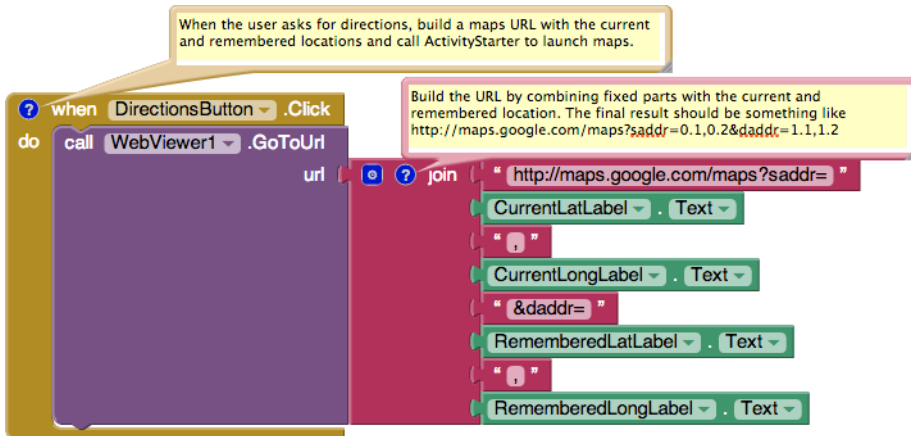 When the user asks for directions, build a maps URL with the current
and remembered locations and call ActivityStarter to launch maps.
Build the URL by combining fixed parts with the current and
remembered location. The final result should be something like
http://maps.google.com/maps?saddr=0.1,0.2&daddr=1.1,1.2
? when DirectionsButton .Click
do call WebViewer1 .GoToUrl
url ? join “ http://maps.google.com/maps?saddr= ”
CurrentLatLabel . Text
“ , ”
CurrentLongLabel . Text
“ &daddr= ”
RememberedLatLabel . Text
“ , ”
RememberedLongLabel . Text